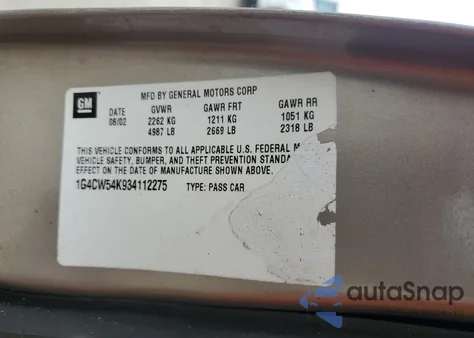 GM
MFD BY GENERAL MOTORS CORP
DATE GVWR GAWR FRT GAWR RR
08/02 2262 KG 1211 KG 1051 KG
4987 LB 2669 LB 2318 LB
THIS VEHICLE CONFORMS TO ALL APPLICABLE U.S. FEDERAL M
VEHICLE SAFETY, BUMPER, AND THEFT PREVENTION STANDA
EFFECT ON THE DATE OF MANUFACTURE SHOWN ABOVE.
1G4CW54K934112275 TYPE: PASS CAR
autoSnap